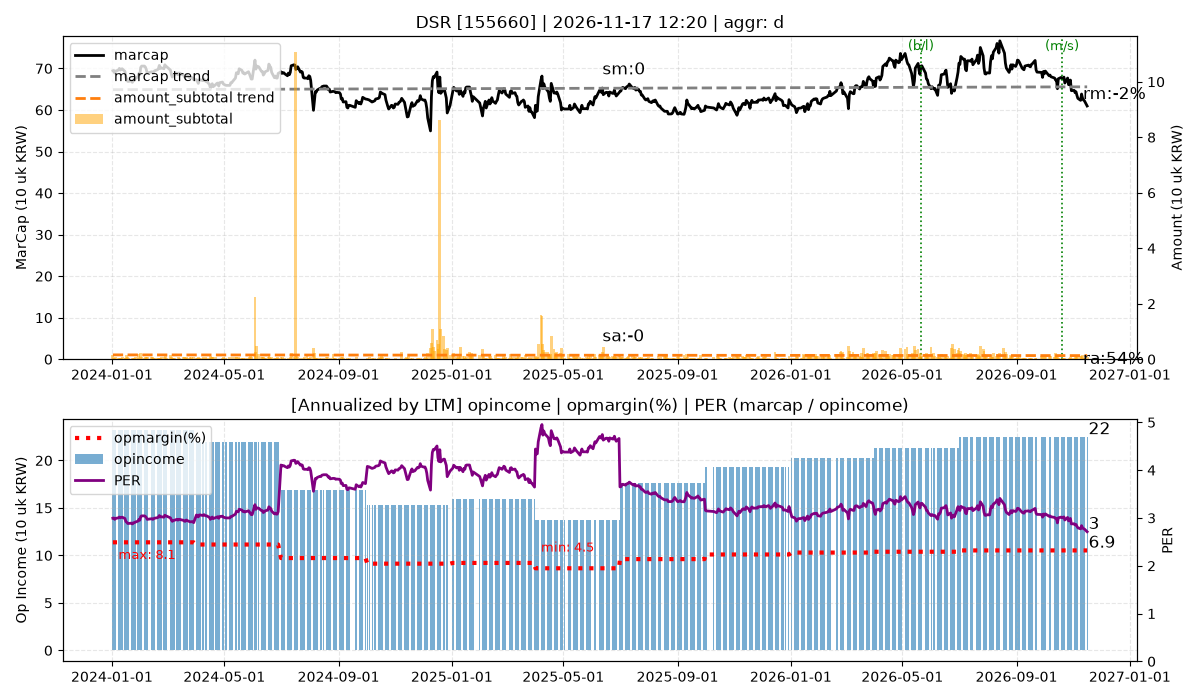 DSR [155660] | 2026-11-17 12:20 | aggr: d
marcap
marcap trend
amount_subtotal trend
amount_subtotal
sm:0
sa:-0
(b/l)
(m/s)
rm:-2%
ra:54%
MarCap (10 uk KRW)
70
60
50
40
30
20
10
0
Amount (10 uk KRW)
10
8
6
4
2
0
2024-01-01
2024-05-01
2024-09-01
2025-01-01
2025-05-01
2025-09-01
2026-01-01
2026-05-01
2026-09-01
2027-01-01
[Annualized by LTM] opincome | opmargin(%) | PER (marcap / opincome)
opmargin(%)
opincome
PER
max: 8.1
min: 4.5
22
3
6.9
Op Income (10 uk KRW)
20
15
10
5
0
PER
5
4
3
2
1
0
2024-01-01
2024-05-01
2024-09-01
2025-01-01
2025-05-01
2025-09-01
2026-01-01
2026-05-01
2026-09-01
2027-01-01